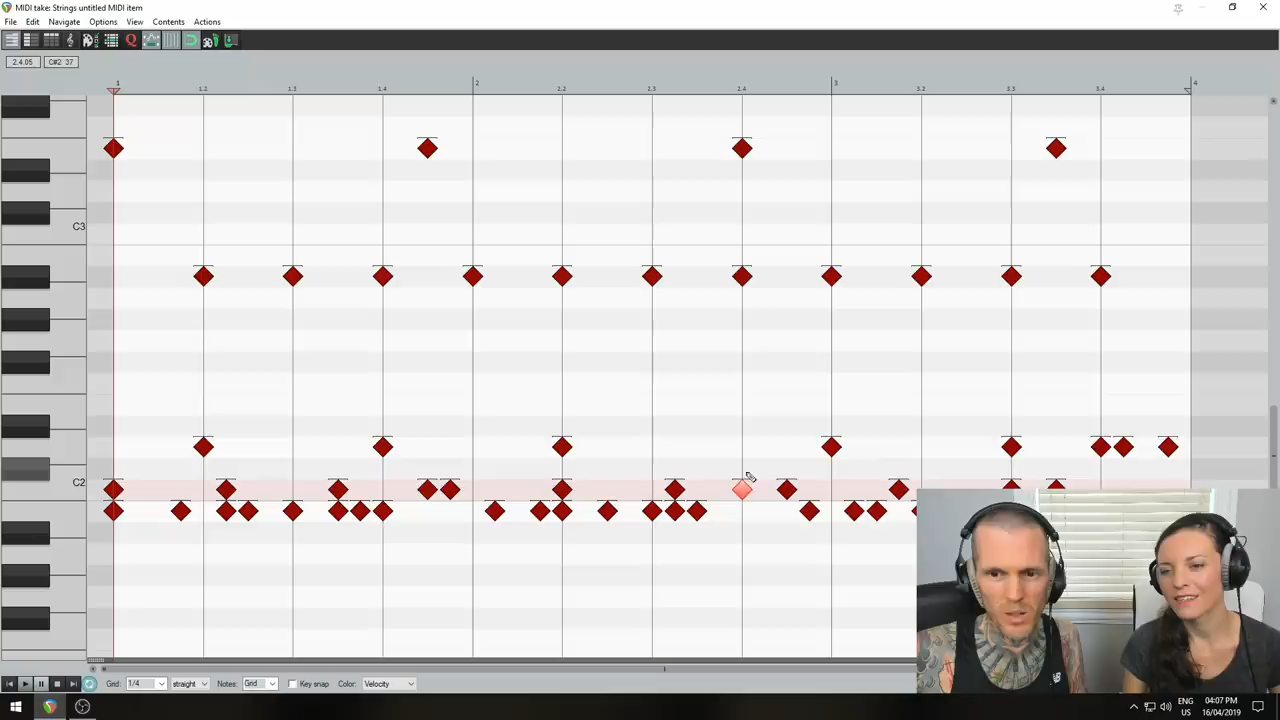 MIDI take: Strings untitled MIDI item
File Edit Navigate Options View Contents Actions
Q
2.4.05 C#2 37
1 2 3 4
1.2 1.3 1.4 2.2 2.3 2.4 3.2 3.3 3.4
C3
C2
Grid: 1/4 straight Notes: Grid Key snap Color: Velocity
ENG 04:07 PM
US 16/04/2019